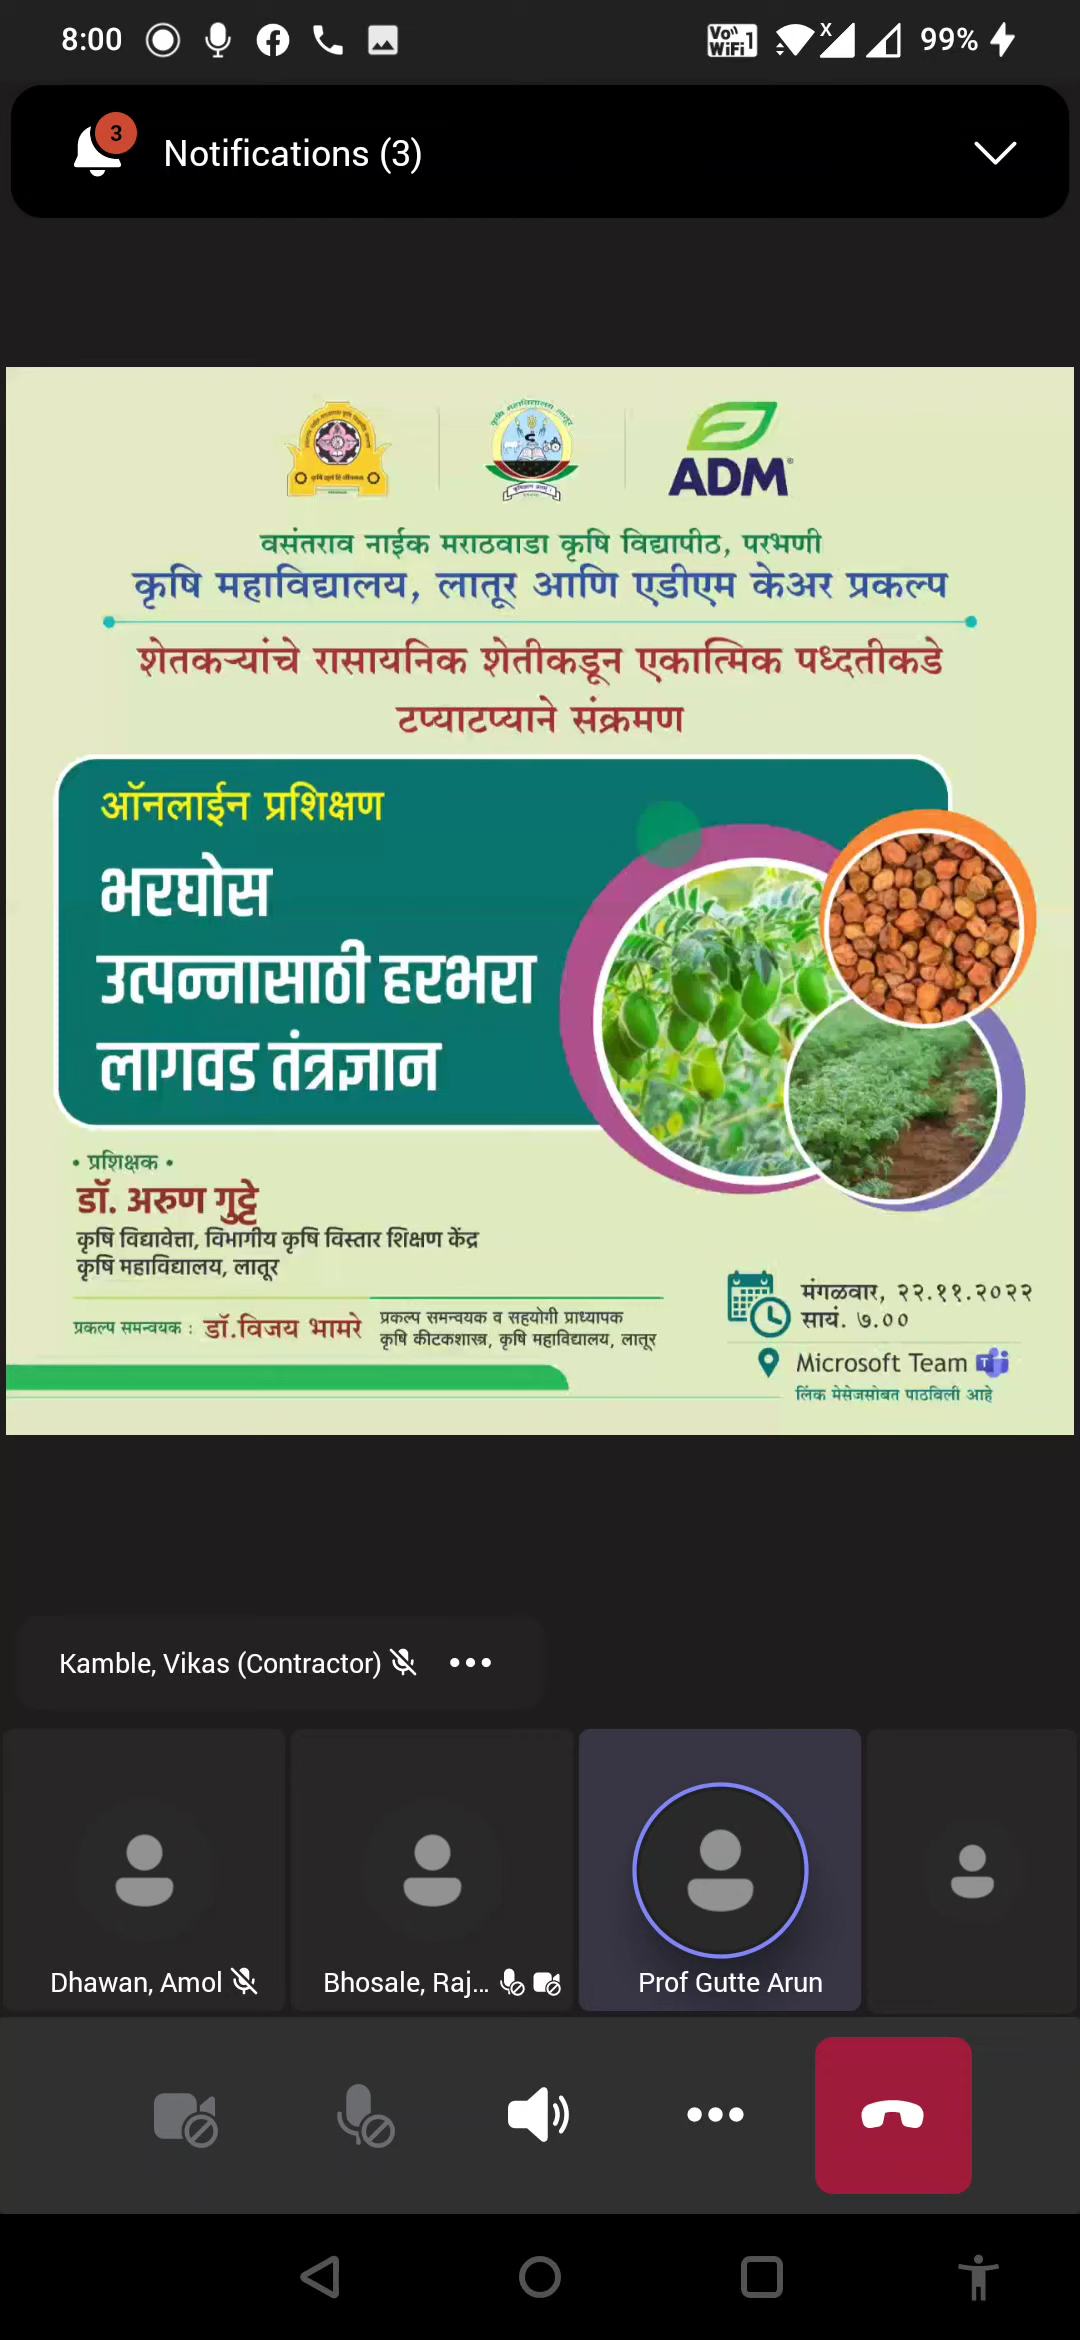 8:00
Vo WiFi 1
X
99%
3
Notifications (3)
ADM
वसंतराव नाईक मराठवाडा कृषि विद्यापीठ, परभणी
कृषि महाविद्यालय, लातूर आणि एडीएम केअर प्रकल्प
शेतकऱ्यांचे रासायनिक शेतीकडून एकात्मिक पध्दतीकडे
टप्याटप्याने संक्रमण
ऑनलाईन प्रशिक्षण
भरघोस
उत्पन्नासाठी हरभरा
लागवड तंत्रज्ञान
• प्रशिक्षक •
डॉ. अरुण गुट्टे
कृषि विद्यावेत्ता, विभागीय कृषि विस्तार शिक्षण केंद्र
कृषि महाविद्यालय, लातूर
प्रकल्प समन्वयक : डॉ.विजय भामरे
प्रकल्प समन्वयक व सहयोगी प्राध्यापक
कृषि कीटकशास्त्र, कृषि महाविद्यालय, लातूर
मंगळवार, २२.११.२०२२
सायं. ७.००
Microsoft Team
लिंक मेसेजसोबत पाठविली आहे
Kamble, Vikas (Contractor)
Dhawan, Amol
Bhosale, Raj...
Prof Gutte Arun